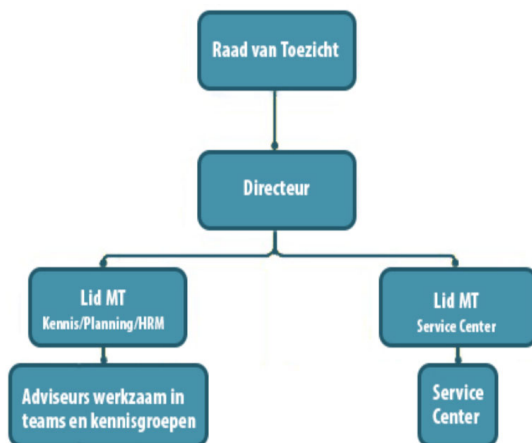 Raad van Toezicht
Directeur
Lid MT
Kennis/Planning/HRM
Lid MT
Service Center
Adviseurs werkzaam in
teams en kennisgroepen
Service
Center